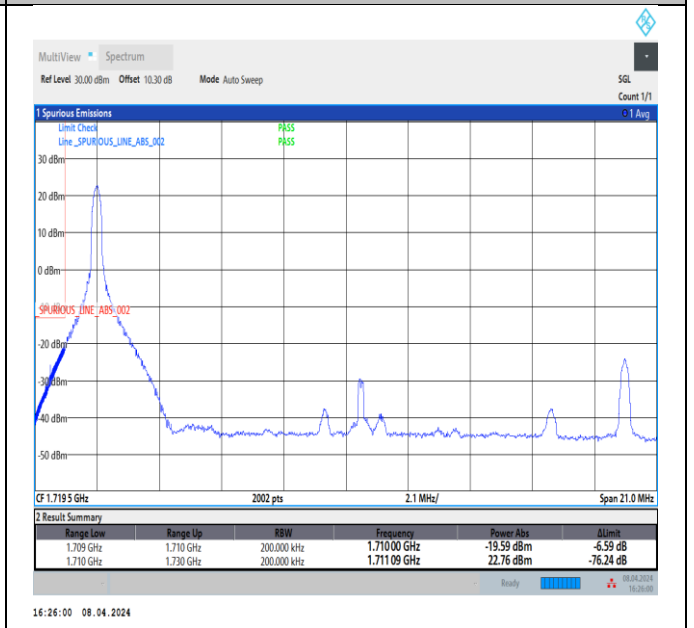 MultiView Spectrum
Ref Level 30.00 dBm Offset 10.30 dB Mode Auto Sweep SGL
Count 1/1
1 Spurious Emissions 1 Avg
Limit Check PASS
Line _SPURIOUS_LINE_ABS_002 PASS
30 dBm
20 dBm
10 dBm
0 dBm
_SPURIOUS_LINE_ABS_002
-20 dBm
-30 dBm
-40 dBm
-50 dBm
CF 1.7195 GHz 2002 pts 2.1 MHz/ Span 21.0 MHz
2 Result Summary
Range Low Range Up RBW Frequency Power Abs ΔLimit
1.709 GHz 1.710 GHz 200.000 kHz 1.71000 GHz -19.59 dBm -6.59 dB
1.710 GHz 1.730 GHz 200.000 kHz 1.71109 GHz 22.76 dBm -76.24 dB
Ready 08.04.2024
16:26:00
16:26:00 08.04.2024